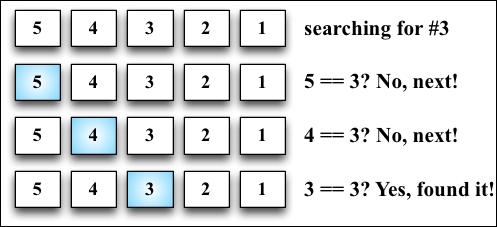 5 4 3 2 1 searching for #3
5 4 3 2 1 5 == 3? No, next!
5 4 3 2 1 4 == 3? No, next!
5 4 3 2 1 3 == 3? Yes, found it!